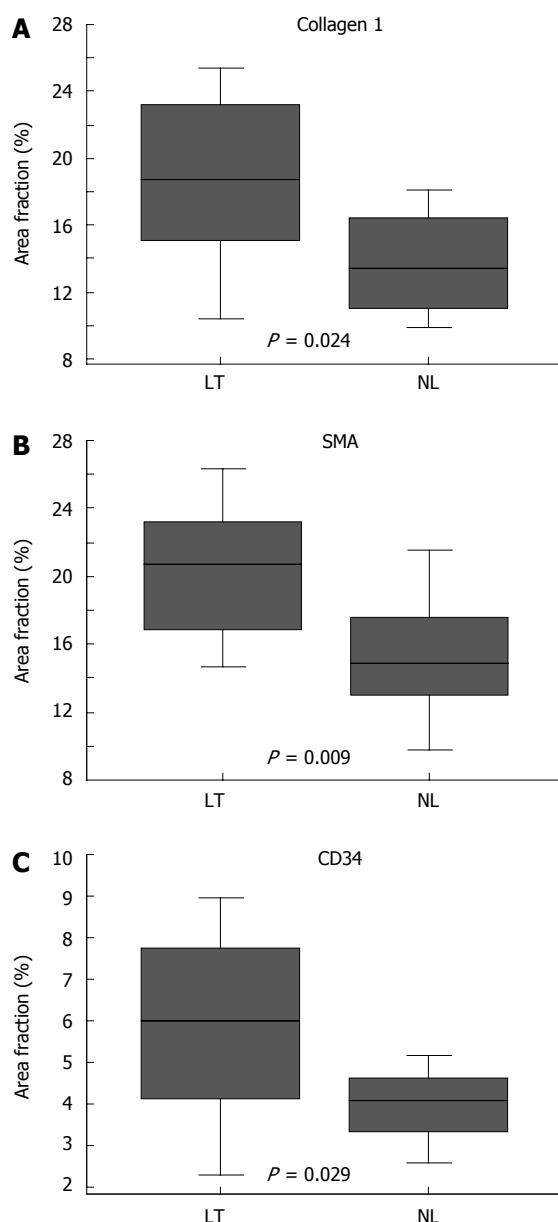 A
Collagen 1
Area fraction (%)
28
24
20
16
12
8
P = 0.024
LT NL
B
SMA
Area fraction (%)
28
24
20
16
12
8
P = 0.009
LT NL
C
CD34
Area fraction (%)
10
9
8
7
6
5
4
3
2
P = 0.029
LT NL